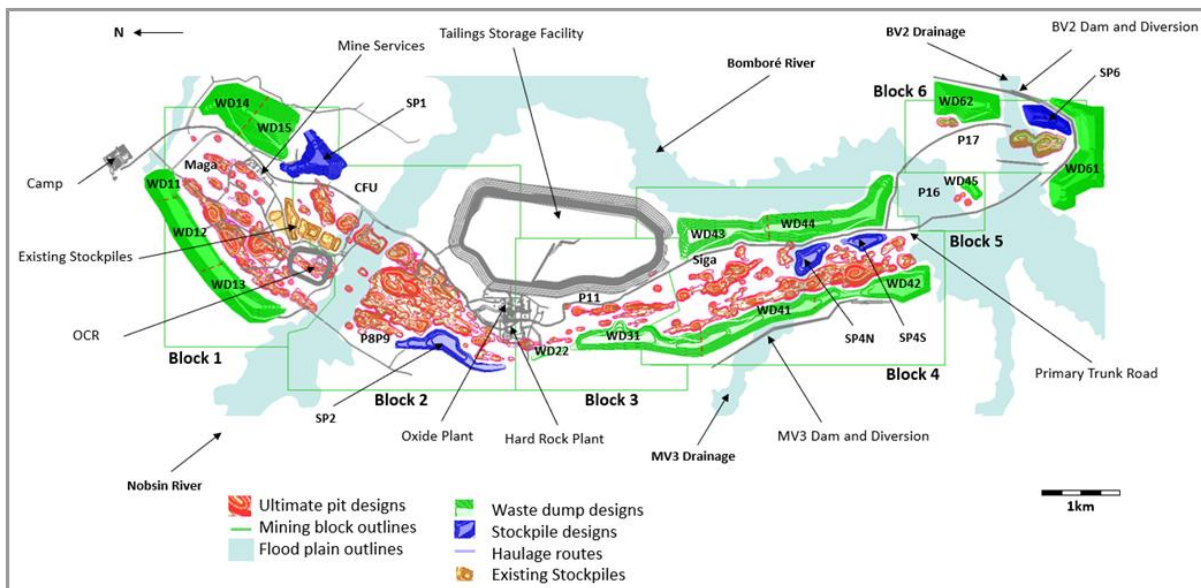 N
Mine Services
Tailings Storage Facility
BV2 Drainage
BV2 Dam and Diversion
Bomboré River
SP6
Block 6
WD14
WD15
SP1
WD62
P17
WD61
Camp
Maga
WD11
CFU
WD45
P16
WD12
WD43
WD44
Block 5
Existing Stockpiles
Siga
WD13
P11
WD42
OCR
P8P9
WD41
WD31
SP4N
SP4S
WD22
Block 1
Block 4
Primary Trunk Road
SP2
Block 2
Block 3
Oxide Plant
Hard Rock Plant
MV3 Dam and Diversion
MV3 Drainage
Nobsin River
Ultimate pit designs
Mining block outlines
Flood plain outlines
Waste dump designs
Stockpile designs
Haulage routes
Existing Stockpiles
1km